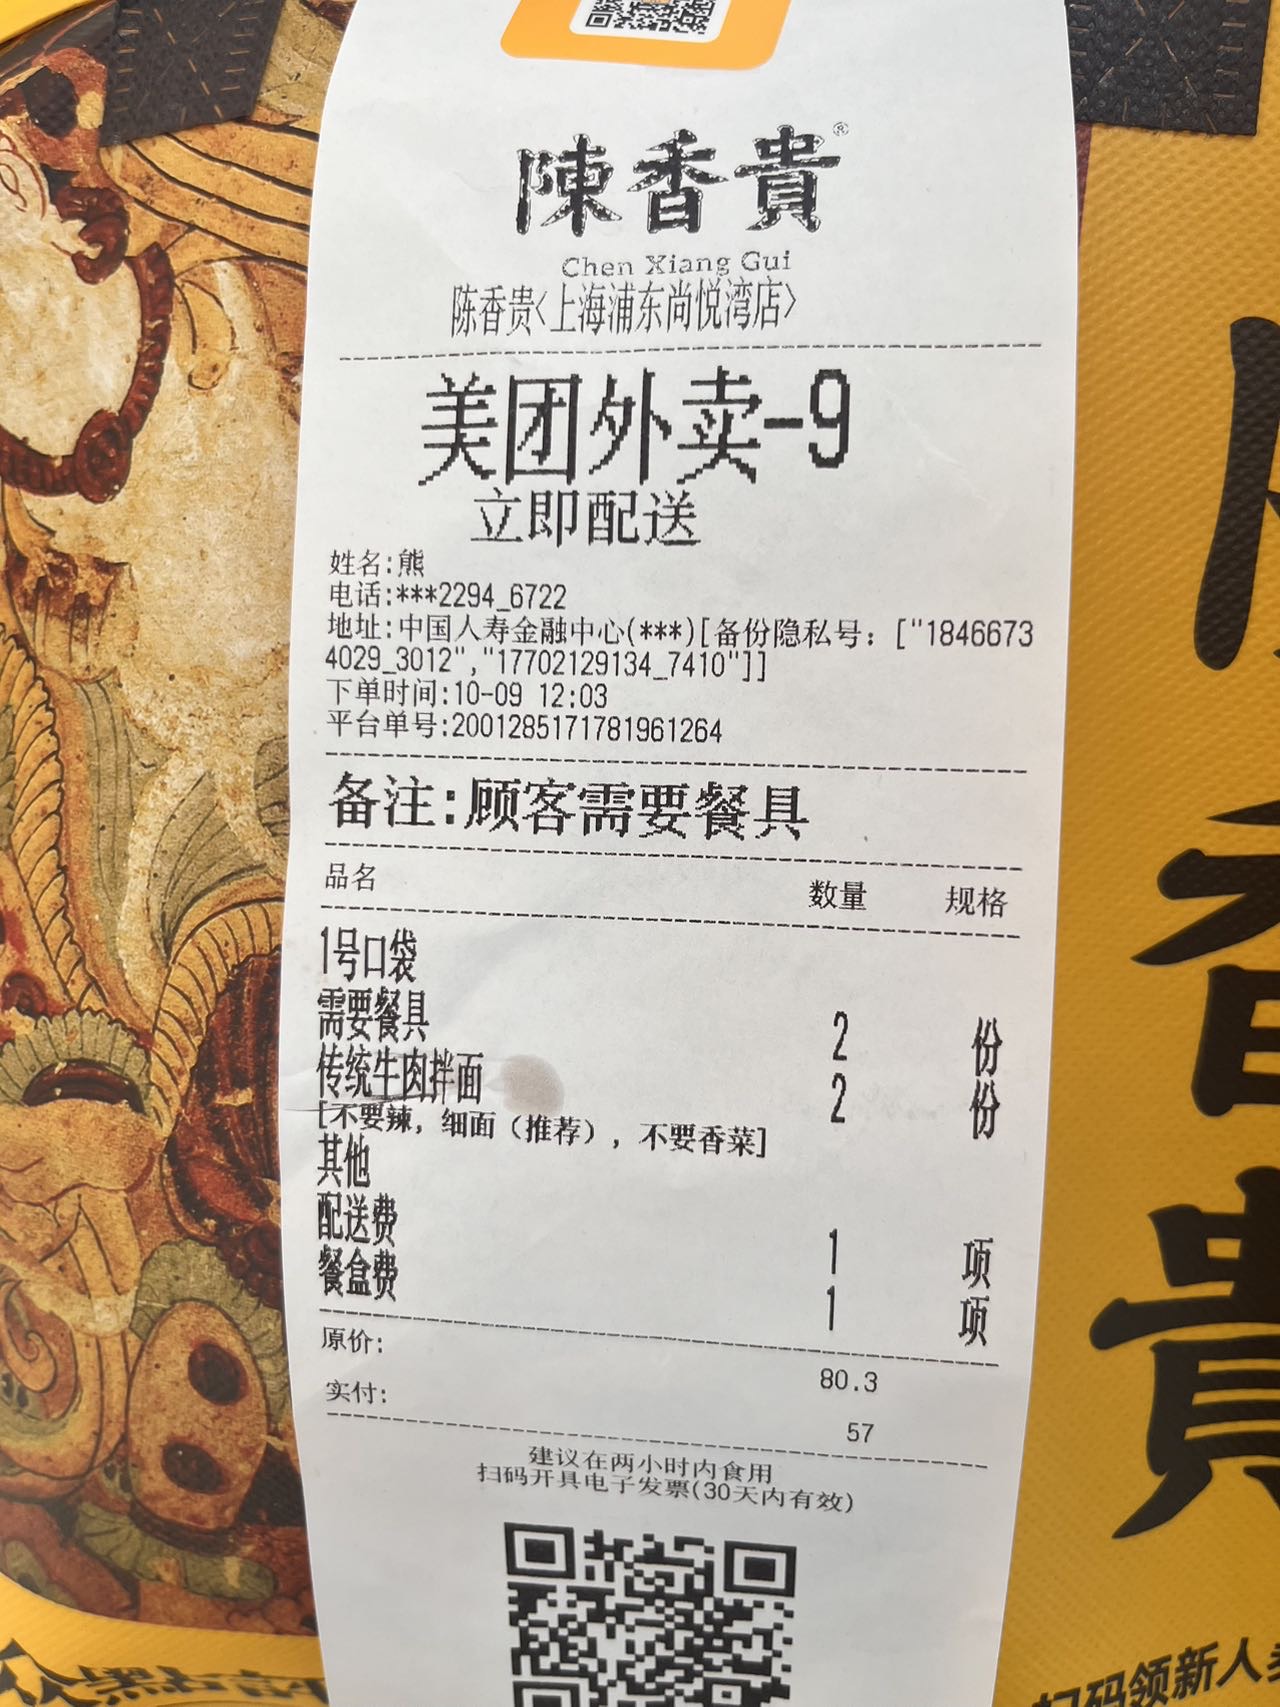 陳香貴®
Chen Xiang Gui
陈香贵<上海浦东尚悦湾店>
美团外卖-9
立即配送
姓名:熊
电话:***2294_6722
地址:中国人寿金融中心(***)[备份隐私号：["1846673
4029_3012","17702129134_7410"]]
下单时间:10-09 12:03
平台单号:2001285171781961264
备注:顾客需要餐具
品名 数量 规格
1号口袋
需要餐具 2 份
传统牛肉拌面 2 份
[不要辣，细面（推荐），不要香菜]
其他
配送费 1 项
餐盒费 1 项
原价: 80.3
实付: 57
建议在两小时内食用
扫码开具电子发票(30天内有效)
香貴
扫码领新人